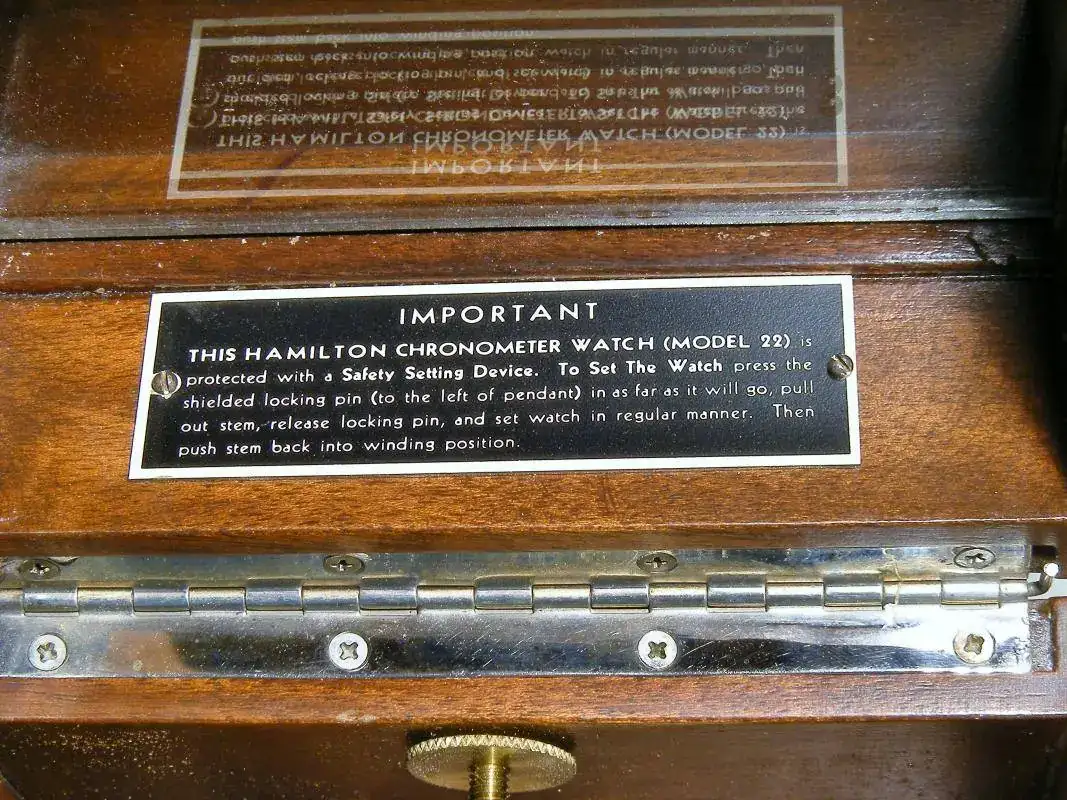 IMPORTANT
THIS HAMILTON CHRONOMETER WATCH (MODEL 22) is
protected with a Safety Setting Device. To Set The Watch press the
shielded locking pin (to the left of pendant) in as far as it will go, pull
out stem, release locking pin, and set watch in regular manner. Then
push stem back into winding position.